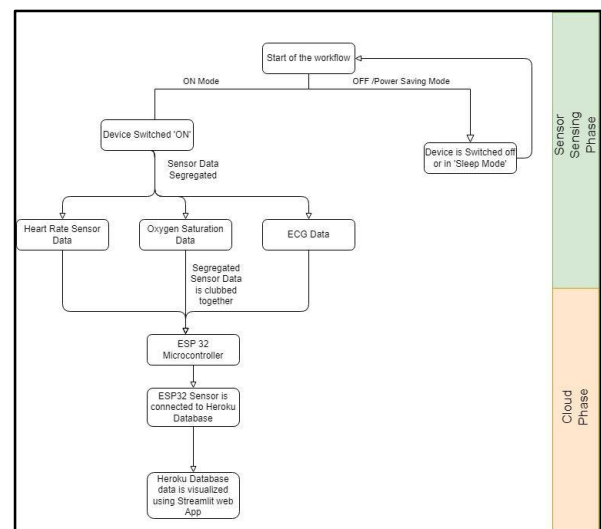 Start of the workflow
ON Mode
OFF /Power Saving Mode
Device Switched 'ON'
Device is Switched off
or in 'Sleep Mode'
Sensor Data
Segregated
Heart Rate Sensor
Data
Oxygen Saturation
Data
ECG Data
Segregated
Sensor Data
is clubbed
together
ESP 32
Microcontroller
ESP32 Sensor is
connected to Heroku
Database
Heroku Database
data is visualized
using Streamlit web
App
Sensor
Sensing
Phase
Cloud
Phase